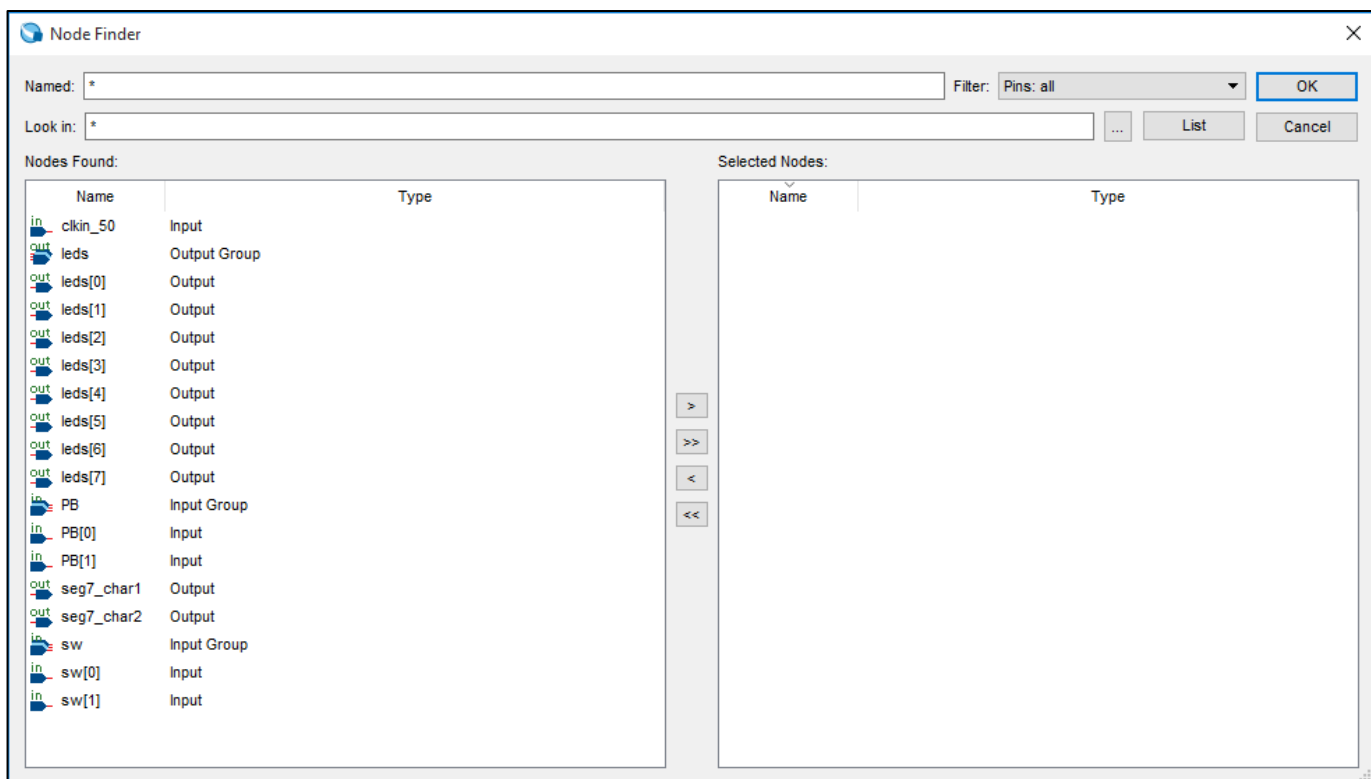 Node Finder
Named: * Filter: Pins: all OK
Look in: * ... List Cancel
Nodes Found: Selected Nodes:
Name Type Name Type
in clkin_50 Input
out leds Output Group
out leds[0] Output
out leds[1] Output
out leds[2] Output
out leds[3] Output
out leds[4] Output
out leds[5] Output
out leds[6] Output
out leds[7] Output
in PB Input Group
in PB[0] Input
in PB[1] Input
out seg7_char1 Output
out seg7_char2 Output
in sw Input Group
in sw[0] Input
in sw[1] Input
>
>>
<
<<